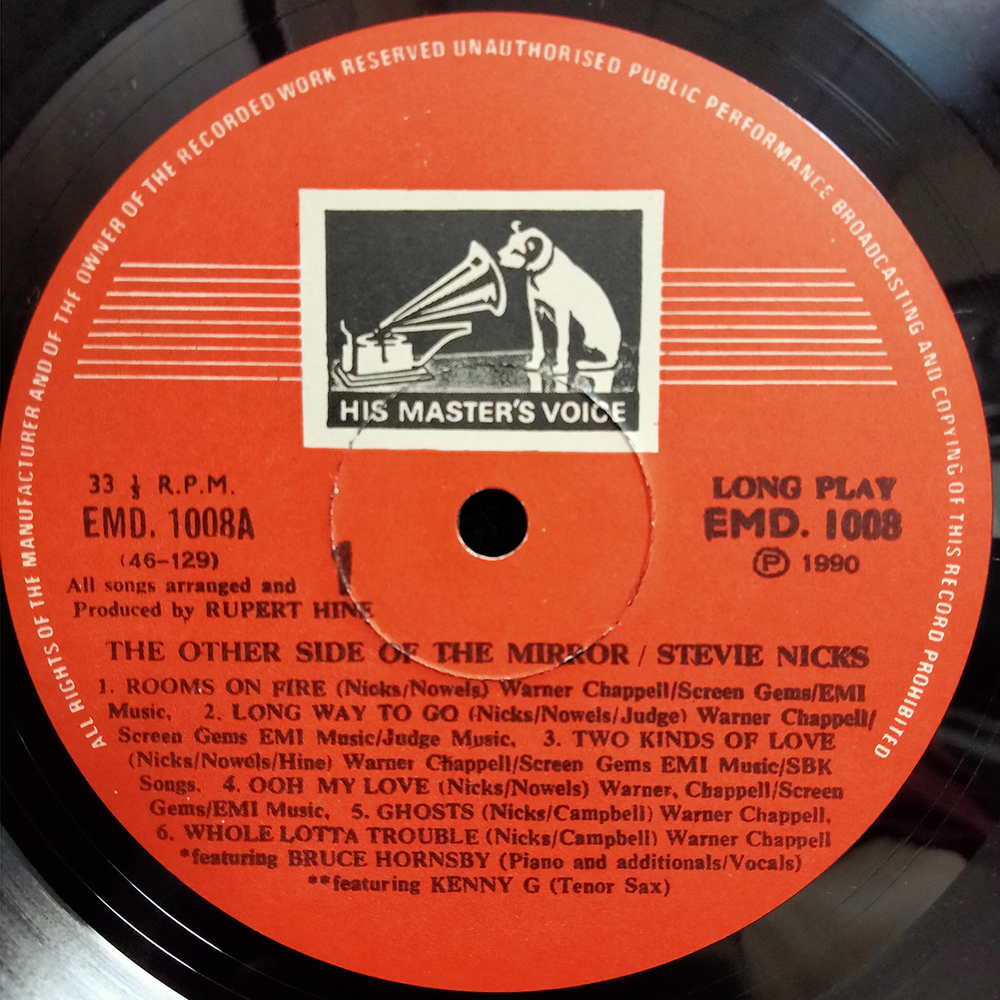 ALL RIGHTS OF THE MANUFACTURER AND OF THE OWNER OF THE RECORDED WORK RESERVED UNAUTHORISED PUBLIC PERFORMANCE BROADCASTING AND COPYING OF THIS RECORD PROHIBITED
HIS MASTER'S VOICE
33 ⅓ R.P.M.
EMD. 1008A
(46-129)
All songs arranged and
Produced by RUPERT HINE
1
LONG PLAY
EMD. 1008
Ⓟ 1990
THE OTHER SIDE OF THE MIRROR / STEVIE NICKS
1. ROOMS ON FIRE (Nicks/Nowels) Warner Chappell/Screen Gems/EMI
Music, 2. LONG WAY TO GO (Nicks/Nowels/Judge) Warner Chappell/
Screen Gems EMI Music/Judge Music, 3. TWO KINDS OF LOVE
(Nicks/Nowels/Hine) Warner Chappell/Screen Gems EMI Music/SBK
Songs. 4. OOH MY LOVE (Nicks/Nowels) Warner, Chappell/Screen
Gems/EMI Music, 5. GHOSTS (Nicks/Campbell) Warner Chappell,
6. WHOLE LOTTA TROUBLE (Nicks/Campbell) Warner Chappell
*featuring BRUCE HORNSBY (Piano and additionals/Vocals)
**featuring KENNY G (Tenor Sax)